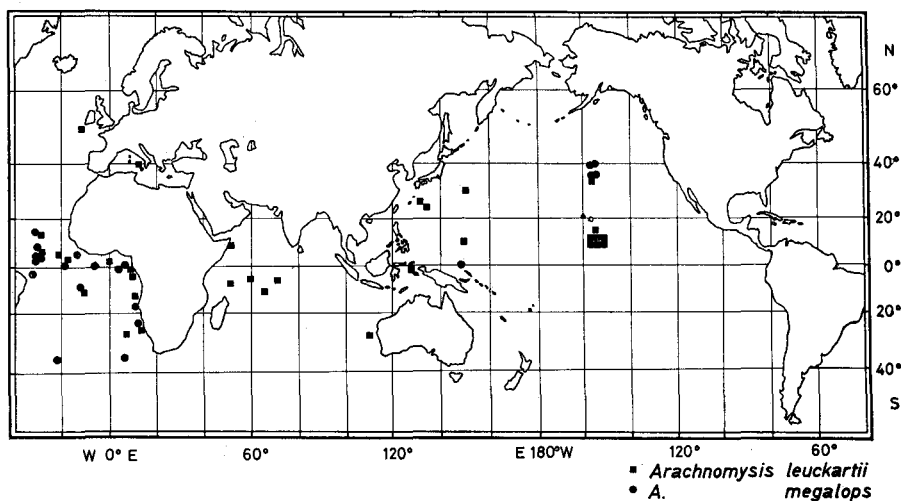 N
60°
40°
20°
0°
20°
40°
S
W 0° E 60° 120° E 180° W 120° 60°
■ Arachnomysis leuckartii
● A. megalops